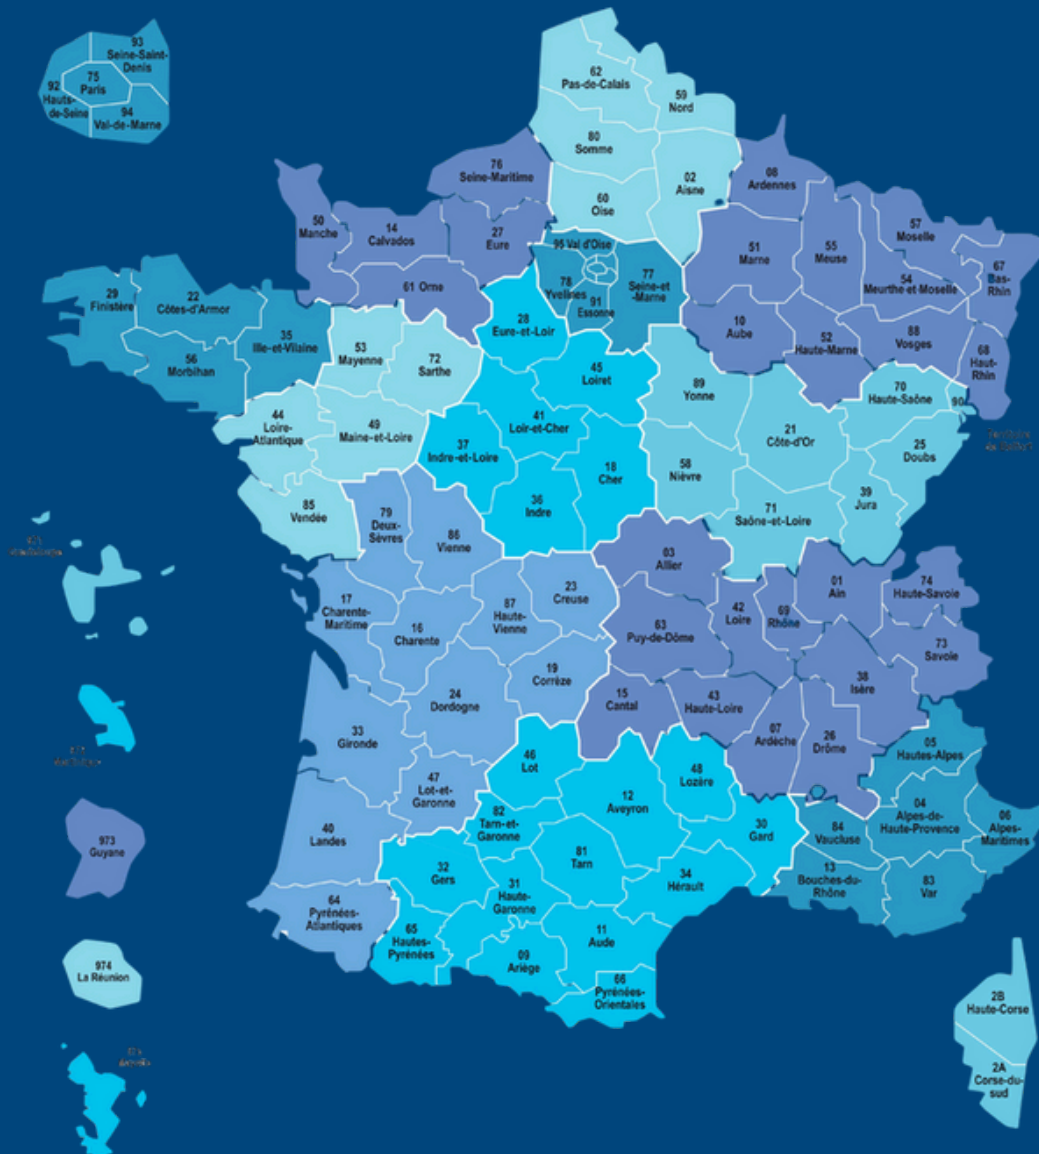 93
Seine-Saint-
Denis
75
Paris
92
Hauts-
de-Seine
94
Val-de-Marne
62
Pas-de-Calais
59
Nord
80
Somme
02
Aisne
60
Oise
76
Seine-Maritime
08
Ardennes
50
Manche
14
Calvados
27
Eure
61 Orne
95 Val d'Oise
78
Yvelines
91
Essonne
77
Seine-et
-Marne
51
Marne
55
Meuse
57
Moselle
54
Meurthe et-Moselle
67
Bas-
Rhin
10
Aube
52
Haute-Marne
88
Vosges
68
Haut-
Rhin
29
Finistère
22
Côtes-d'Armor
35
Ille-et-Vilaine
56
Morbihan
53
Mayenne
72
Sarthe
28
Eure-et-Loir
45
Loiret
89
Yonne
70
Haute-Saône
90
44
Loire-
Atlantique
49
Maine-et-Loire
41
Loir-et-Cher
37
Indre-et-Loire
18
Cher
21
Côte-d'Or
25
Doubs
58
Nièvre
39
Jura
85
Vendée
36
Indre
71
Saône-et-Loire
79
Deux-
Sèvres
86
Vienne
03
Allier
01
Ain
74
Haute-Savoie
17
Charente-
Maritime
16
Charente
87
Haute-
Vienne
23
Creuse
63
Puy-de-Dôme
42
Loire
69
Rhône
73
Savoie
19
Corrèze
38
Isère
24
Dordogne
15
Cantal
43
Haute-Loire
07
Ardèche
26
Drôme
05
Hautes-Alpes
33
Gironde
46
Lot
48
Lozère
47
Lot-et-
Garonne
12
Aveyron
82
Tarn-et
Garonne
30
Gard
84
Vaucluse
04
Alpes-de-
Haute-Provence
06
Alpes-
Maritimes
40
Landes
32
Gers
81
Tarn
34
Hérault
13
Bouches-du-
Rhône
83
Var
31
Haute-
Garonne
64
Pyrénées-
Atlantiques
65
Hautes-
Pyrénées
09
Ariège
11
Aude
66
Pyrénées-
Orientales
973
Guyane
974
La Réunion
2B
Haute-Corse
2A
Corse-du-
sud